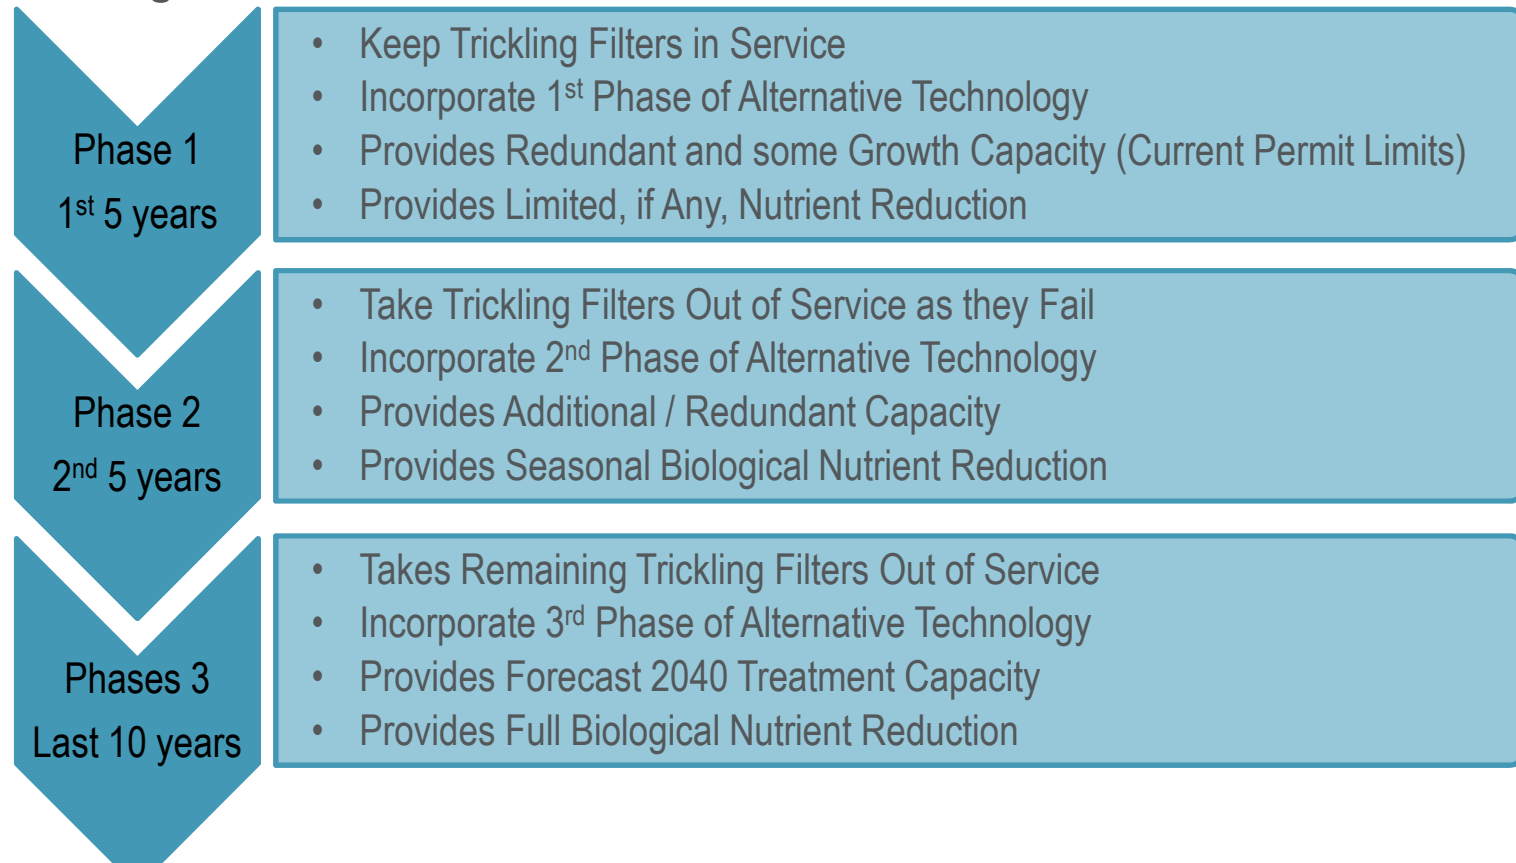 Phase 1
1st 5 years
• Keep Trickling Filters in Service
• Incorporate 1st Phase of Alternative Technology
• Provides Redundant and some Growth Capacity (Current Permit Limits)
• Provides Limited, if Any, Nutrient Reduction
Phase 2
2nd 5 years
• Take Trickling Filters Out of Service as they Fail
• Incorporate 2nd Phase of Alternative Technology
• Provides Additional / Redundant Capacity
• Provides Seasonal Biological Nutrient Reduction
Phases 3
Last 10 years
• Takes Remaining Trickling Filters Out of Service
• Incorporate 3rd Phase of Alternative Technology
• Provides Forecast 2040 Treatment Capacity
• Provides Full Biological Nutrient Reduction